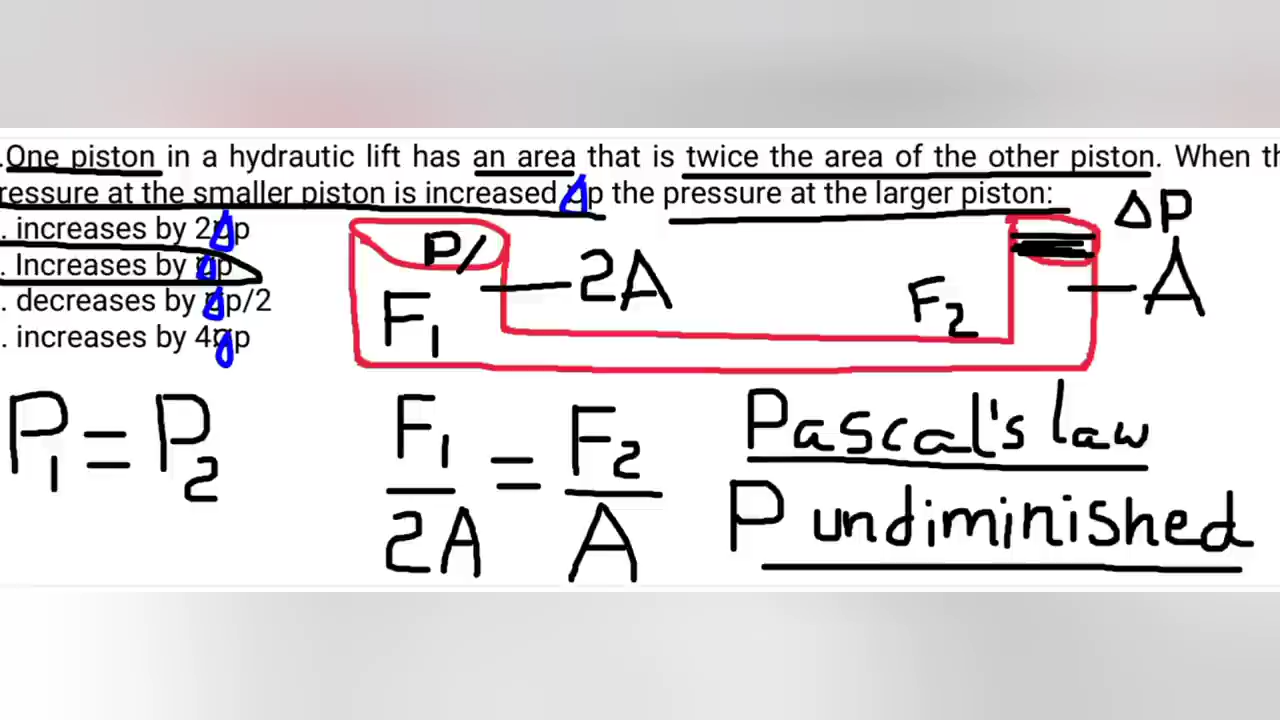 .One piston in a hydrautic lift has an area that is twice the area of the other piston. When th
ressure at the smaller piston is increased Δp the pressure at the larger piston:
. increases by 2Δp
. Increases by Δp
. decreases by Δp/2
. increases by 4Δp
ΔP
P/
2A
A
F1
F2
P1 = P2
F1/2A = F2/A
Pascal's law
P undiminished